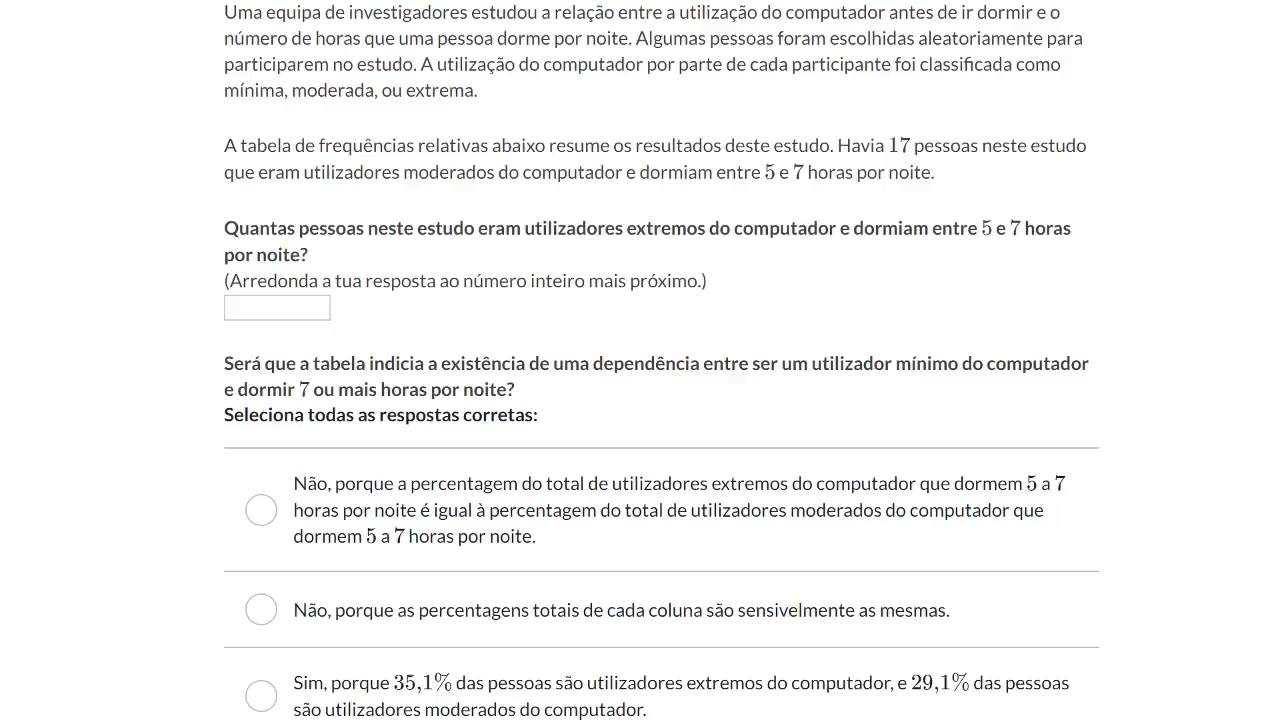 Uma equipa de investigadores estudou a relação entre a utilização do computador antes de ir dormir e o
número de horas que uma pessoa dorme por noite. Algumas pessoas foram escolhidas aleatoriamente para
participarem no estudo. A utilização do computador por parte de cada participante foi classificada como
mínima, moderada, ou extrema.
A tabela de frequências relativas abaixo resume os resultados deste estudo. Havia 17 pessoas neste estudo
que eram utilizadores moderados do computador e dormiam entre 5 e 7 horas por noite.
Quantas pessoas neste estudo eram utilizadores extremos do computador e dormiam entre 5 e 7 horas
por noite?
(Arredonda a tua resposta ao número inteiro mais próximo.)
Será que a tabela indicia a existência de uma dependência entre ser um utilizador mínimo do computador
e dormir 7 ou mais horas por noite?
Seleciona todas as respostas corretas:
Não, porque a percentagem do total de utilizadores extremos do computador que dormem 5 a 7
horas por noite é igual à percentagem do total de utilizadores moderados do computador que
dormem 5 a 7 horas por noite.
Não, porque as percentagens totais de cada coluna são sensivelmente as mesmas.
Sim, porque 35,1% das pessoas são utilizadores extremos do computador, e 29,1% das pessoas
são utilizadores moderados do computador.